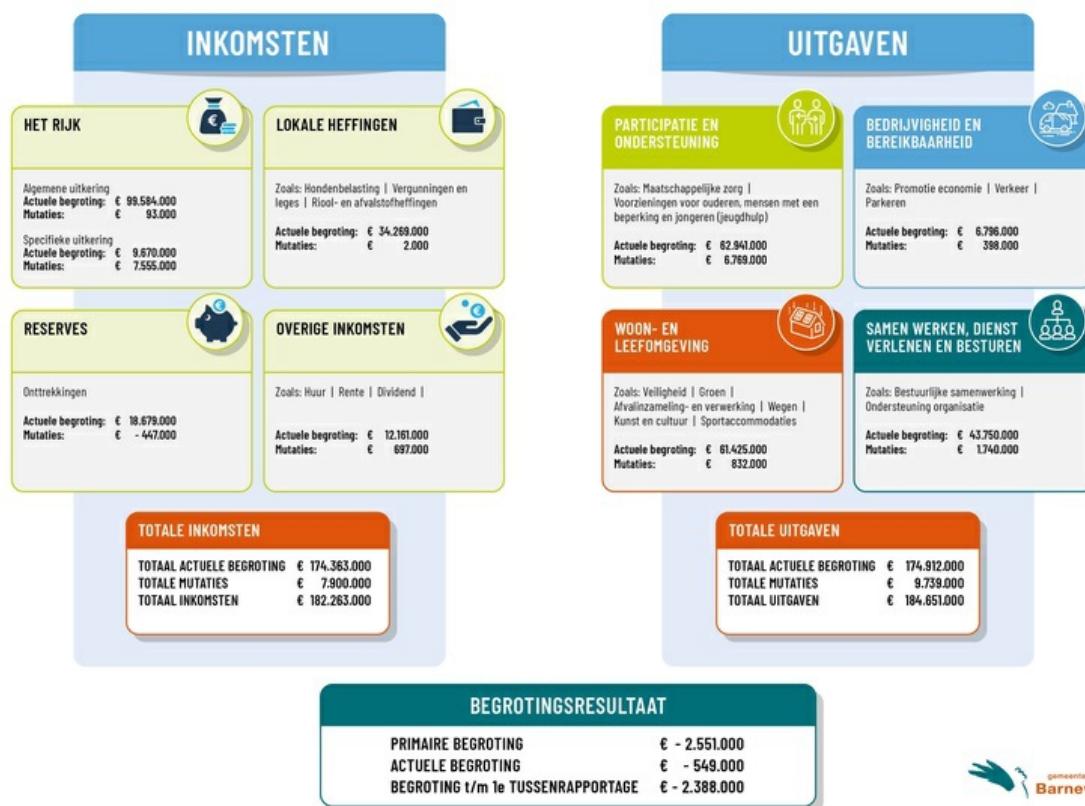 INKOMSTEN
HET RIJK
Algemene uitkering
Actuele begroting: € 99.584.000
Mutaties: € 93.000
Specifieke uitkering
Actuele begroting: € 9.670.000
Mutaties: € 7.555.000
LOKALE HEFFINGEN
Zoals: Hondenbelasting | Vergunningen en
leges | Riool- en afvalstofheffingen
Actuele begroting: € 34.269.000
Mutaties: € 2.000
RESERVES
Onttrekkingen
Actuele begroting: € 18.679.000
Mutaties: € - 447.000
OVERIGE INKOMSTEN
Zoals: Huur | Rente | Dividend |
Actuele begroting: € 12.161.000
Mutaties: € 697.000
TOTALE INKOMSTEN
TOTAAL ACTUELE BEGROTING € 174.363.000
TOTALE MUTATIES € 7.900.000
TOTAAL INKOMSTEN € 182.263.000
UITGAVEN
PARTICIPATIE EN
ONDERSTEUNING
Zoals: Maatschappelijke zorg |
Voorzieningen voor ouderen, mensen met een
beperking en jongeren (jeugdhulp)
Actuele begroting: € 62.941.000
Mutaties: € 6.769.000
BEDRIJVIGHEID EN
BEREIKBAARHEID
Zoals: Promotie economie | Verkeer |
Parkeren
Actuele begroting: € 6.796.000
Mutaties: € 398.000
WOON- EN
LEEFOMGEVING
Zoals: Veiligheid | Groen |
Afvalinzameling- en verwerking | Wegen |
Kunst en cultuur | Sportaccommodaties
Actuele begroting: € 61.425.000
Mutaties: € 832.000
SAMEN WERKEN, DIENST
VERLENEN EN BESTUREN
Zoals: Bestuurlijke samenwerking |
Ondersteuning organisatie
Actuele begroting: € 43.750.000
Mutaties: € 1.740.000
TOTALE UITGAVEN
TOTAAL ACTUELE BEGROTING € 174.912.000
TOTALE MUTATIES € 9.739.000
TOTAAL UITGAVEN € 184.651.000
BEGROTINGSRESULTAAT
PRIMAIRE BEGROTING € - 2.551.000
ACTUELE BEGROTING € - 549.000
BEGROTING t/m 1e TUSSENRAPPORTAGE € - 2.388.000
gemeente